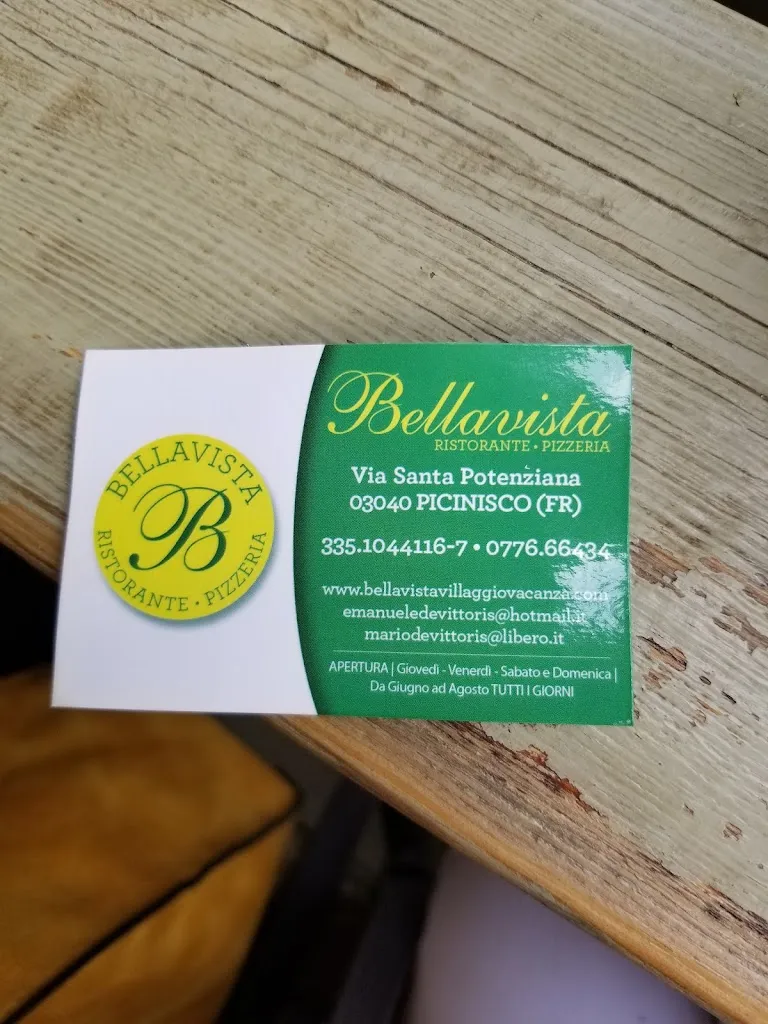 BELLAVISTA
B
RISTORANTE • PIZZERIA
Bellavista
RISTORANTE • PIZZERIA
Via Santa Potenziana
03040 PICINISCO (FR)
335.1044116-7 • 0776.66434
www.bellavistavillaggiovacanza.com
emanueledevittoris@hotmail.it
mariodevittoris@libero.it
APERTURA | Giovedì - Venerdì - Sabato e Domenica |
Da Giugno ad Agosto TUTTI I GIORNI